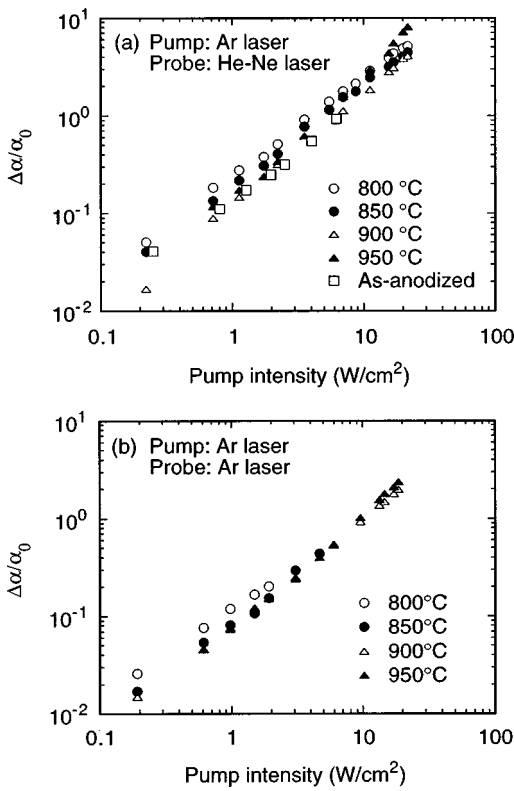 (a) Pump: Ar laser
Probe: He-Ne laser
Δα/α₀
10¹
10⁰
10⁻¹
10⁻²
800 °C
850 °C
900 °C
950 °C
As-anodized
0.1 1 10 100
Pump intensity (W/cm²)
(b) Pump: Ar laser
Probe: Ar laser
Δα/α₀
10¹
10⁰
10⁻¹
10⁻²
800°C
850°C
900°C
950°C
0.1 1 10 100
Pump intensity (W/cm²)